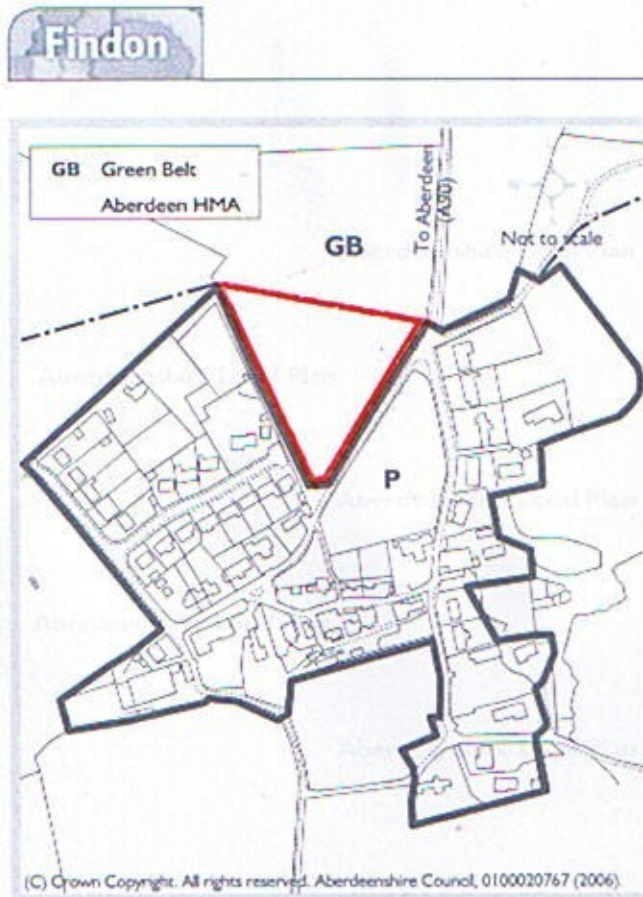 Findon
GB Green Belt
Aberdeen HMA
To Aberdeen
(A90)
GB
Not to scale
P
(C) Crown Copyright. All rights reserved. Aberdeenshire Council, 0100020767 (2006).